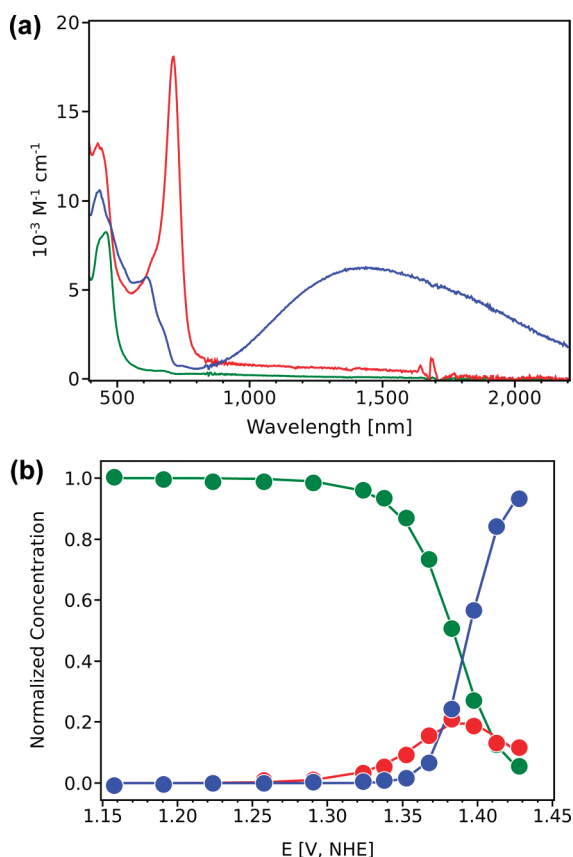 (a)
20
15
10
5
0
10⁻³ M⁻¹ cm⁻¹
500 1,000 1,500 2,000
Wavelength [nm]
(b)
1.0
0.8
0.6
0.4
0.2
0.0
Normalized Concentration
1.15 1.20 1.25 1.30 1.35 1.40 1.45
E [V, NHE]